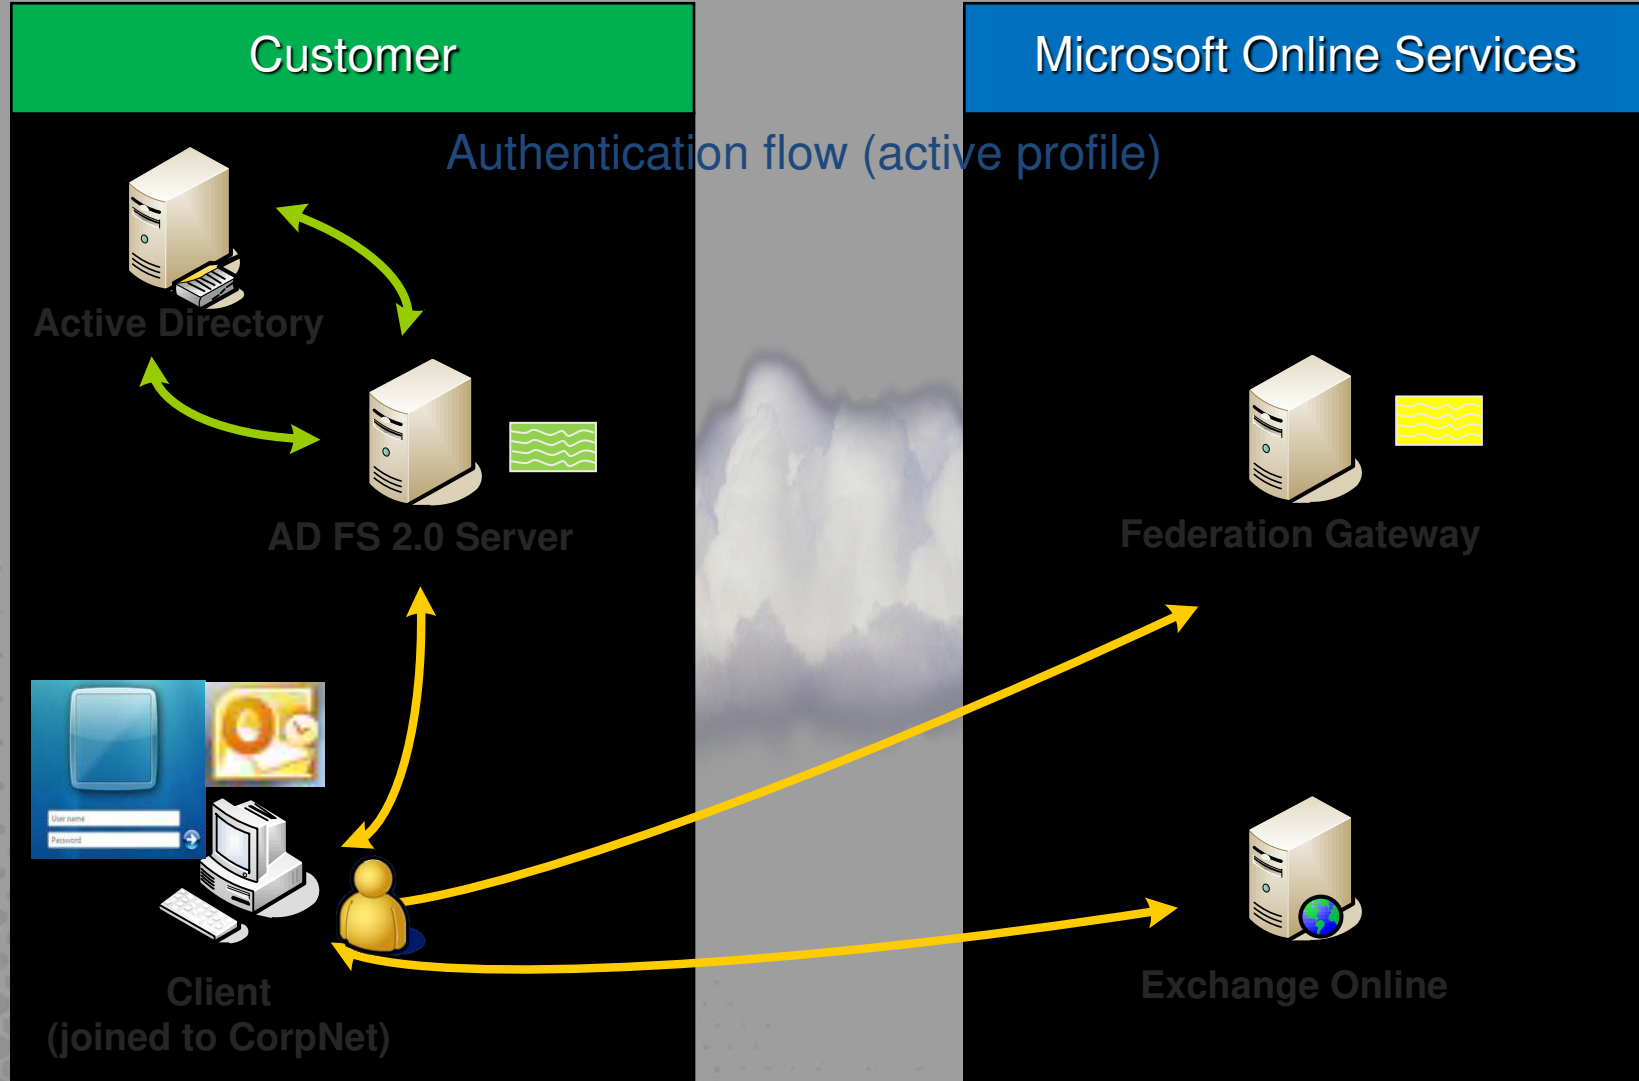 Customer
Microsoft Online Services
Authentication flow (active profile)
Active Directory
AD FS 2.0 Server
Federation Gateway
User name
Password
Client
(joined to CorpNet)
Exchange Online